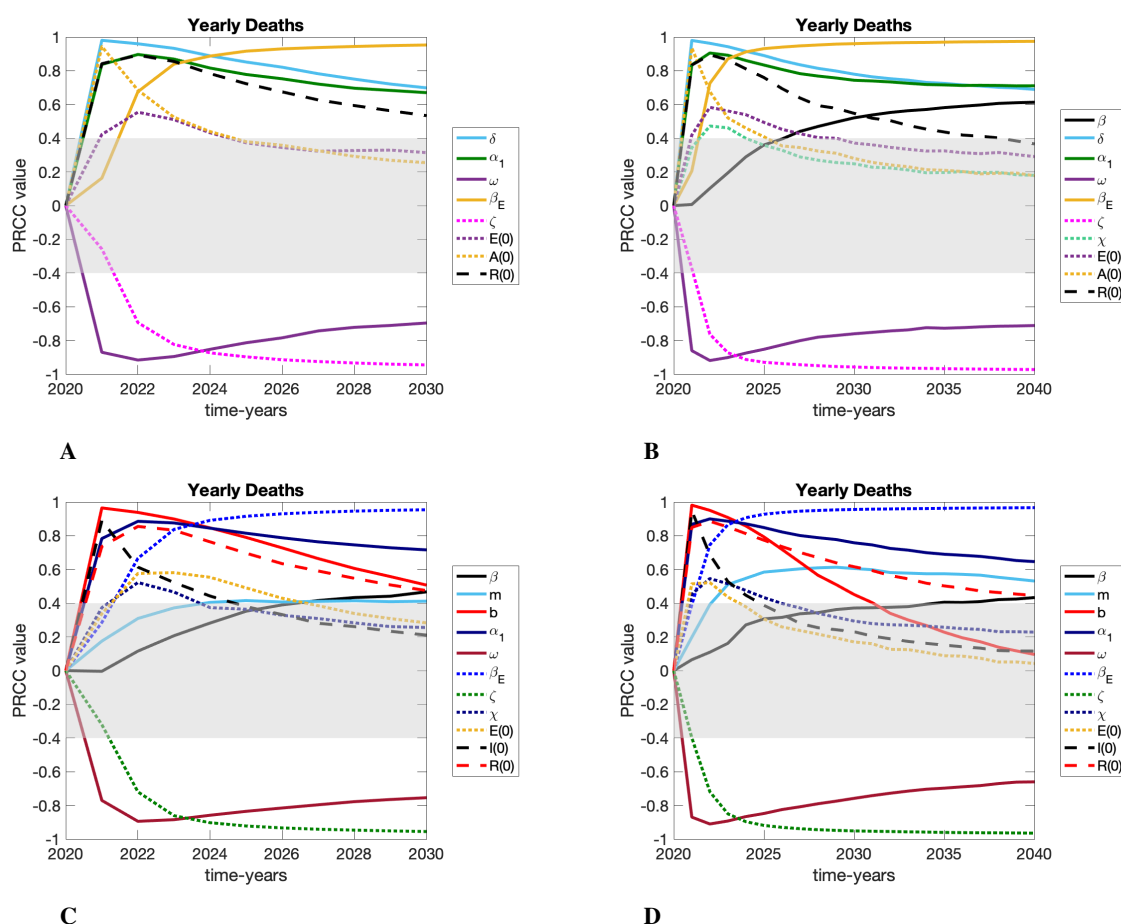 Yearly Deaths
PRCC value
1
0.8
0.6
0.4
0.2
0
-0.2
-0.4
-0.6
-0.8
-1
2020
2022
2024
2026
2028
2030
time-years
δ
α1
ω
βE
ζ
E(0)
A(0)
R(0)
A
Yearly Deaths
PRCC value
1
0.8
0.6
0.4
0.2
0
-0.2
-0.4
-0.6
-0.8
-1
2020
2025
2030
2035
2040
time-years
β
δ
α1
ω
βE
ζ
χ
E(0)
A(0)
R(0)
B
Yearly Deaths
PRCC value
1
0.8
0.6
0.4
0.2
0
-0.2
-0.4
-0.6
-0.8
-1
2020
2022
2024
2026
2028
2030
time-years
β
m
b
α1
ω
βE
ζ
χ
E(0)
I(0)
R(0)
C
Yearly Deaths
PRCC value
1
0.8
0.6
0.4
0.2
0
-0.2
-0.4
-0.6
-0.8
-1
2020
2025
2030
2035
2040
time-years
β
m
b
α1
ω
βE
ζ
χ
E(0)
I(0)
R(0)
D